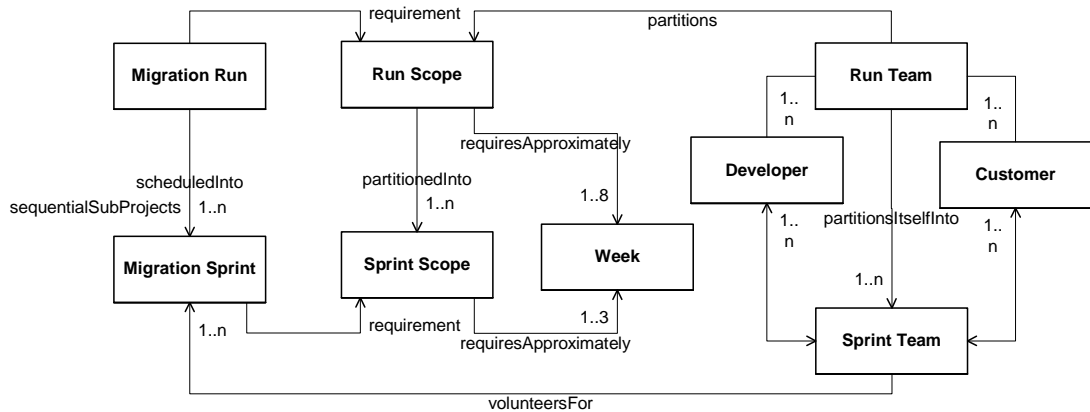 requirement
partitions
Migration Run
Run Scope
Run Team
1..
n
1..
n
requiresApproximately
Developer
Customer
scheduledInto
partitionedInto
sequentialSubProjects
1..n
1..n
1..8
1..
n
partitionsItselfInto
1..
n
Migration Sprint
Sprint Scope
Week
1..n
1..n
requirement
1..3
requiresApproximately
Sprint Team
volunteersFor